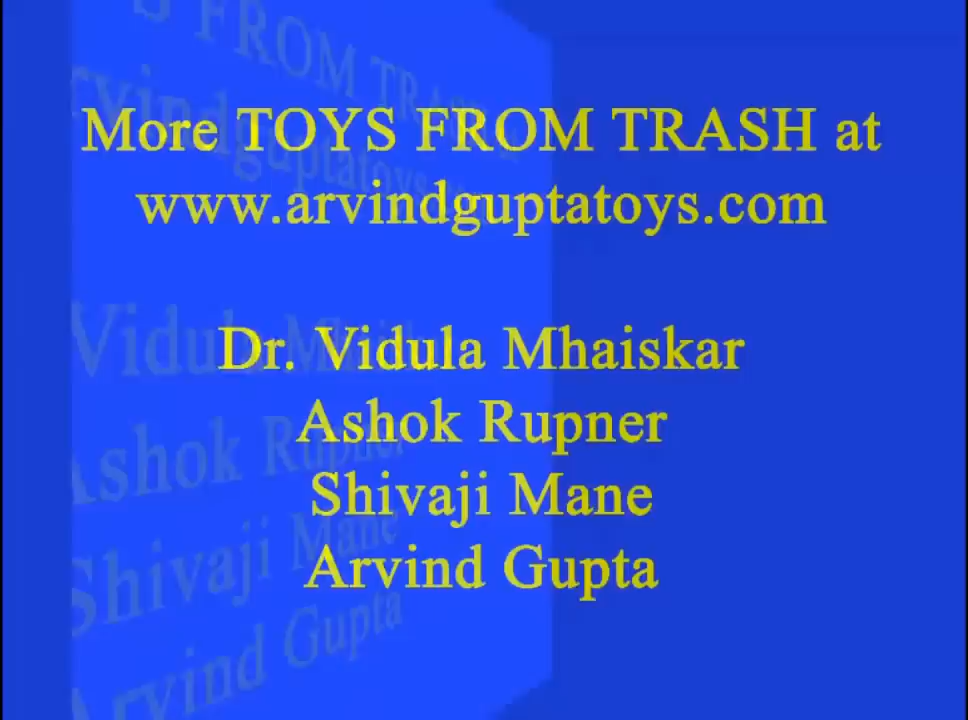 More TOYS FROM TRASH at
www.arvindguptatoys.com
Dr. Vidula Mhaiskar
Ashok Rupner
Shivaji Mane
Arvind Gupta